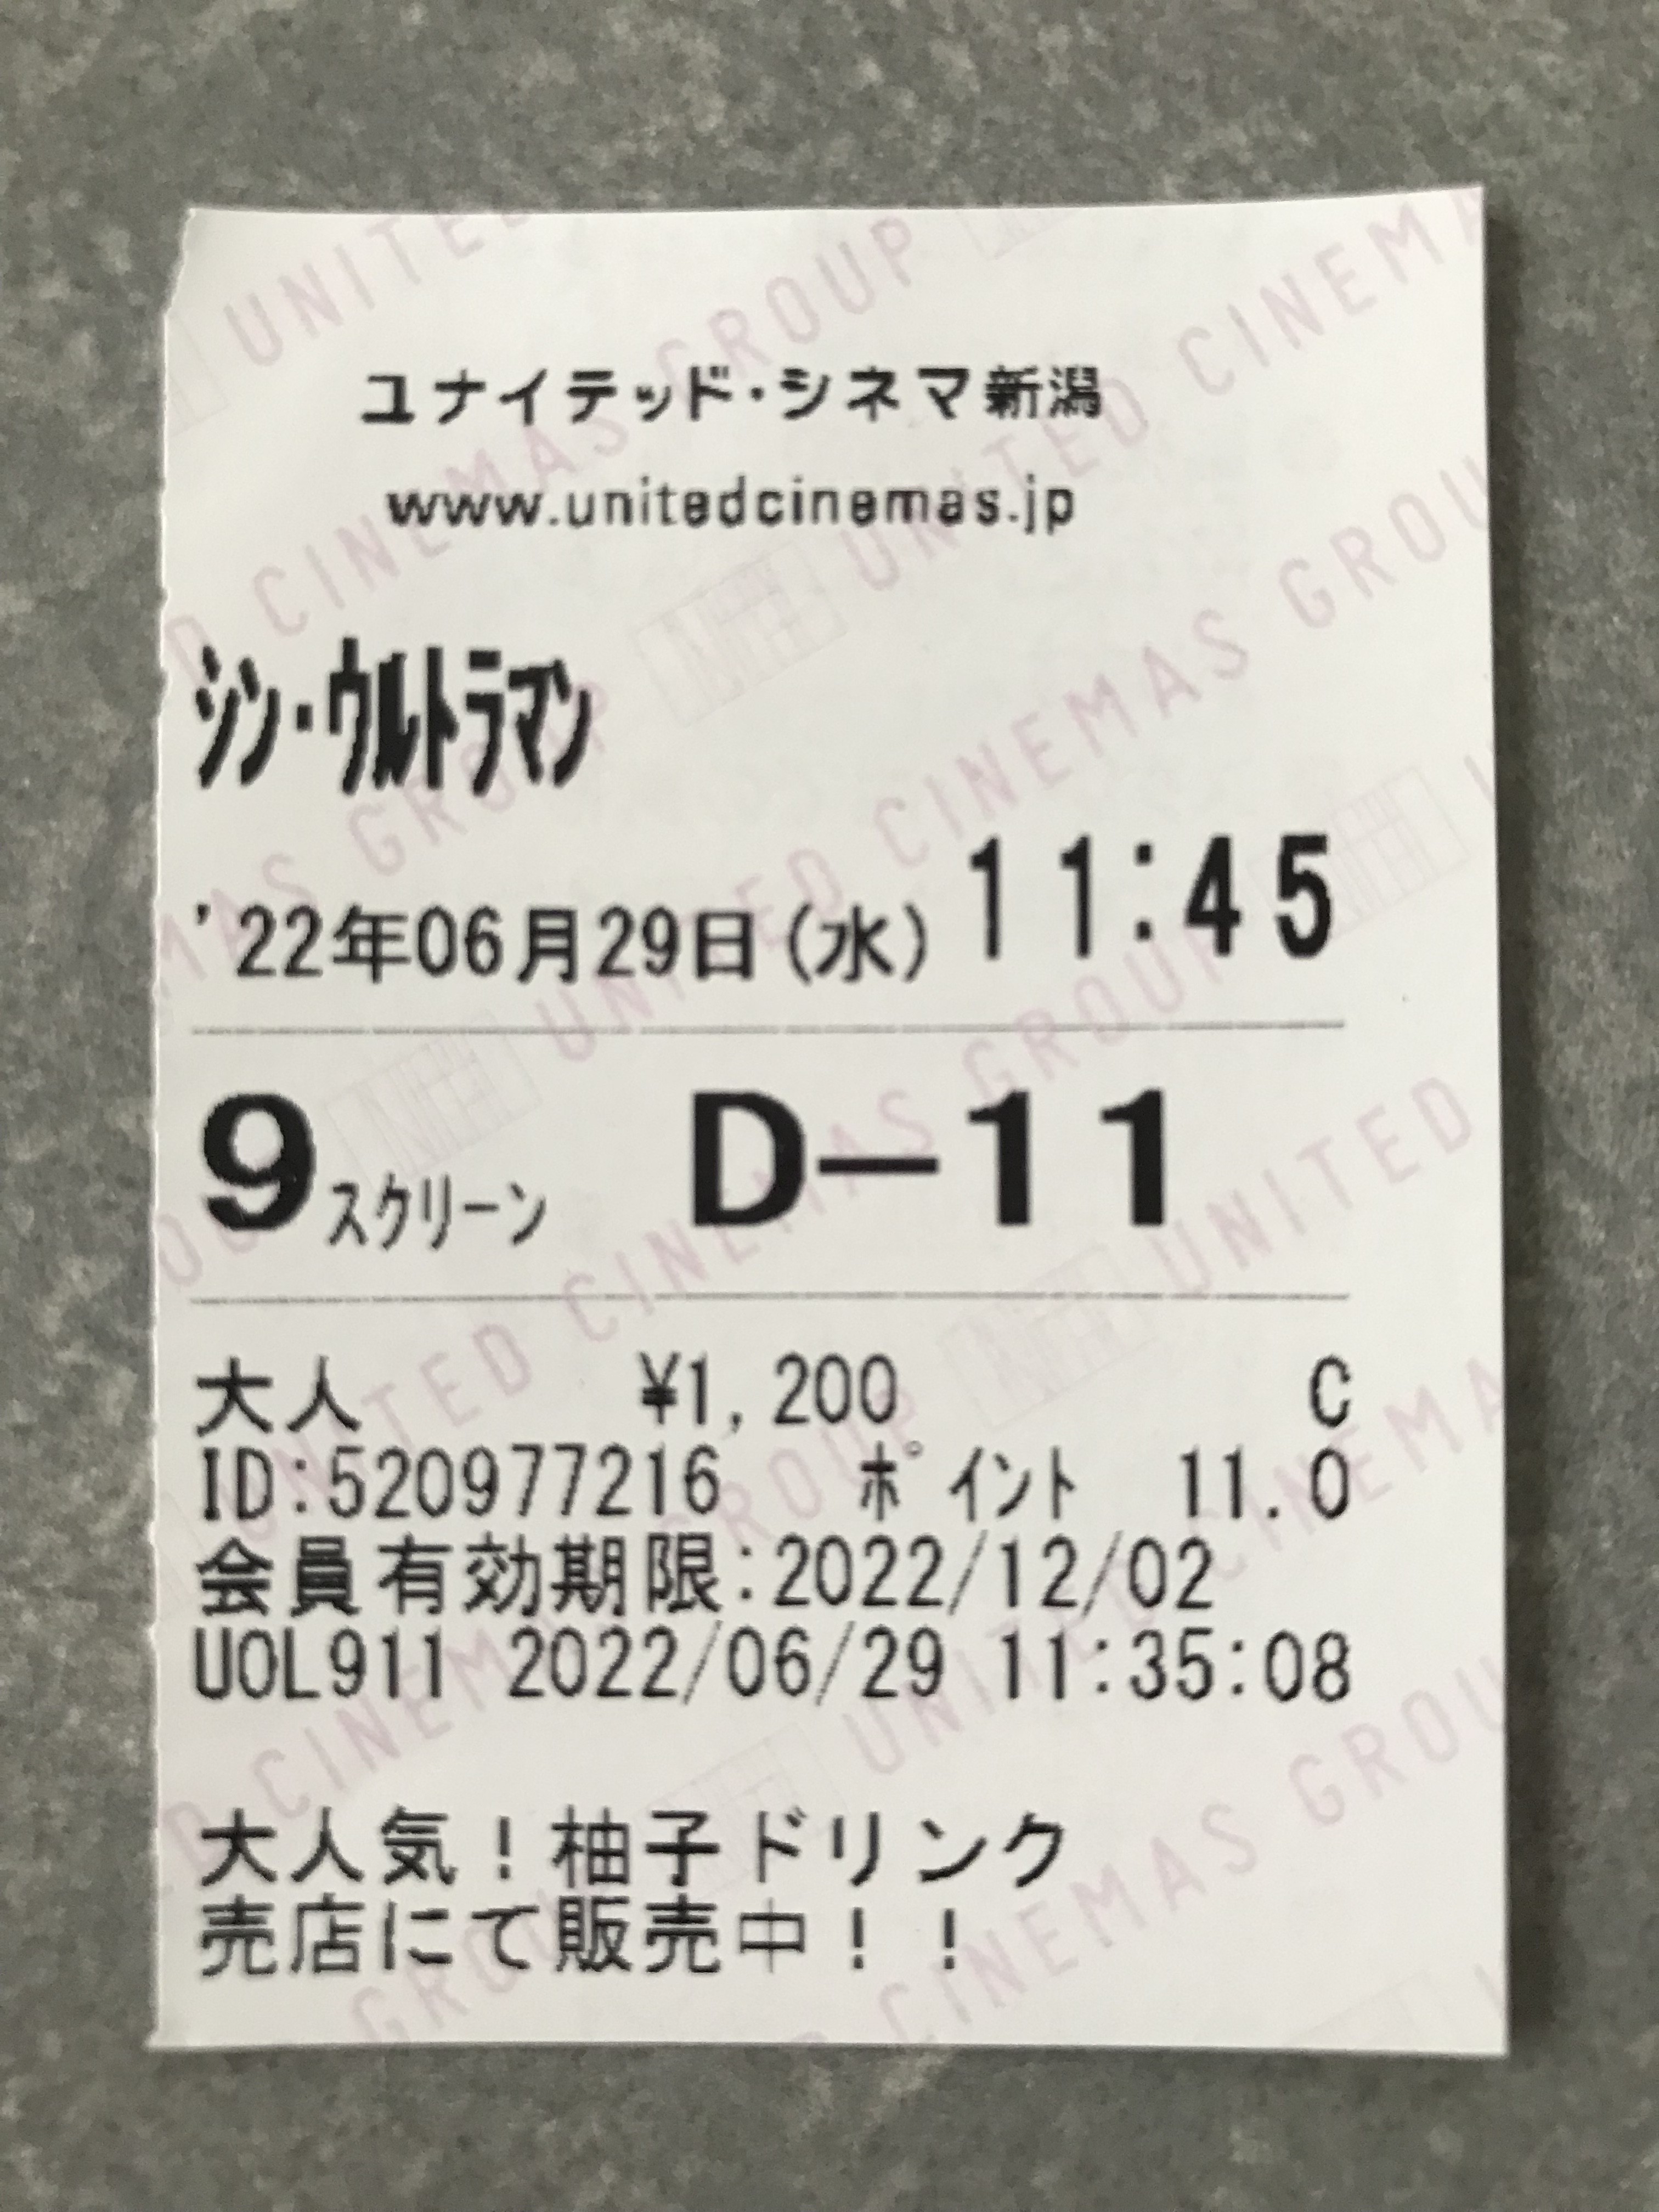 ユナイテッド・シネマ新潟
www.unitedcinemas.jp
シン・ウルトラマン
'22年06月29日(水) 11:45
9スクリーン D-11
大人 ¥1,200 C
ID:520977216 ポイント 11.0
会員有効期限:2022/12/02
UOL911 2022/06/29 11:35:08
大人気!柚子ドリンク
売店にて販売中!!
UNITED CINEMAS GROUP